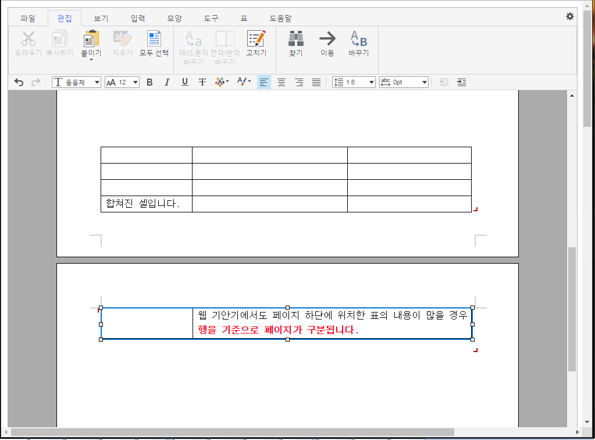 파일 편집 보기 입력 모양 도구 표 도움말
오려두기 복사하기 붙이기 지우기 모두 선택 대/소문자 바꾸기 전각/반각 바꾸기 고치기 찾기 이동 바꾸기
돋움체 AA 12 B I U T 1.6 abc 0pt
합쳐진 셀입니다.
웹 기안기에서도 페이지 하단에 위치한 표의 내용이 많을 경우
행을 기준으로 페이지가 구분됩니다.